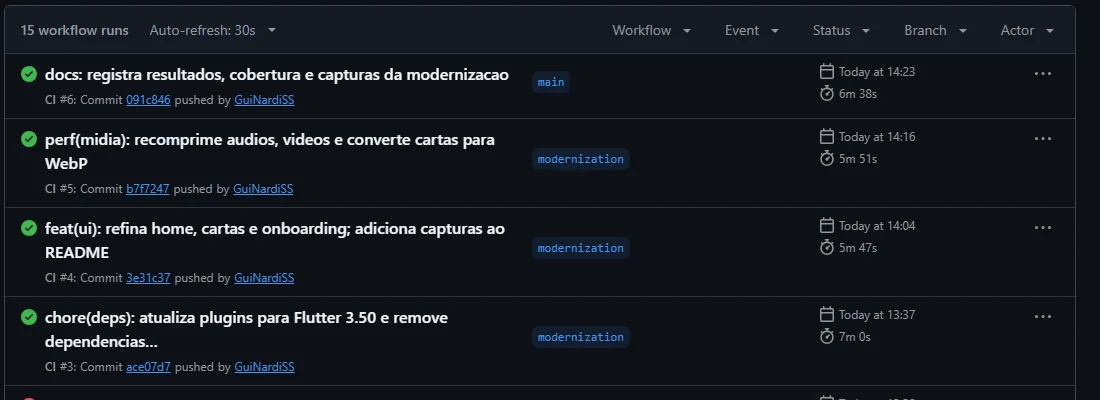 15 workflow runs Auto-refresh: 30s Workflow Event Status Branch Actor
docs: registra resultados, cobertura e capturas da modernizacao
main
Today at 14:23
CI #6: Commit 091c846 pushed by GuiNardiSS
6m 38s
perf(midia): recomprime audios, videos e converte cartas para
WebP
modernization
Today at 14:16
5m 51s
CI #5: Commit b7f7247 pushed by GuiNardiSS
feat(ui): refina home, cartas e onboarding; adiciona capturas ao
README
modernization
Today at 14:04
5m 47s
CI #4: Commit 3e31c37 pushed by GuiNardiSS
chore(deps): atualiza plugins para Flutter 3.50 e remove
dependencias...
modernization
Today at 13:37
7m 0s
CI #3: Commit ace07d7 pushed by GuiNardiSS